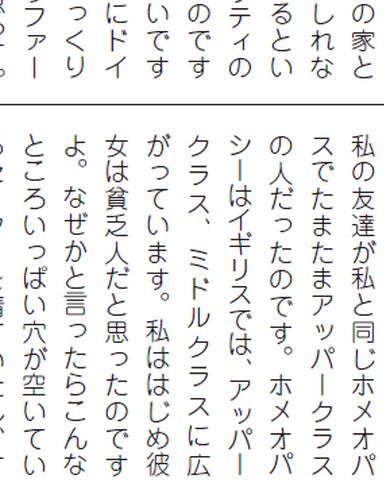 の家と
しれな
るとい
ティの
のです
いです
にドイ
っくり
ファー
私の友達が私と同じホメオパ
スでたまたまアッパークラス
の人だったのです。ホメオパ
シーはイギリスでは、アッパー
クラス、ミドルクラスに広
がっています。私ははじめ彼
女は貧乏人だと思ったのです
よ。なぜかと言ったらこんな
ところいっぱい穴が空いてい